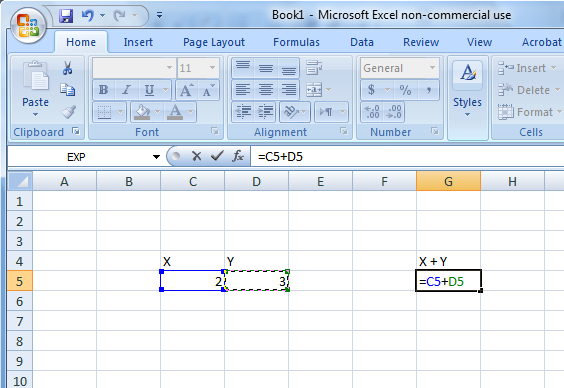 Book1 - Microsoft Excel non-commercial use
Home Insert Page Layout Formulas Data Review View Acrobat
Paste
Clipboard
11
B I U A
Font
Alignment
General
$ % ,
.0 .00 .00 .0
Number
A
Styles
Insert
Delete
Format
Cells
EXP fx =C5+D5
A B C D E F G H
1
2
3
4 X Y X + Y
5 2 3 =C5+D5
6
7
8
9
10